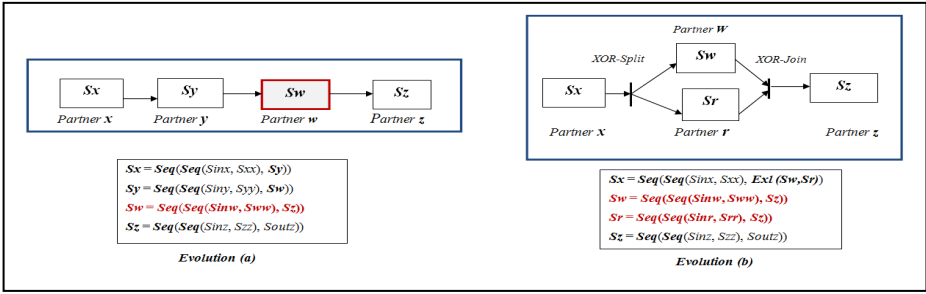 Sx
Sy
Sw
Sz
Partner x
Partner y
Partner w
Partner z
Sx = Seq(Seq(Sinx, Sxx), Sy))
Sy = Seq(Seq(Siny, Syy), Sw))
Sw = Seq(Seq(Sinw, Sww), Sz))
Sz = Seq(Seq(Sinz, Szz), Soutz))
Evolution (a)
Partner W
XOR-Split
Sw
XOR-Join
Sx
Sr
Sz
Partner x
Partner r
Partner z
Sx = Seq(Seq(Sinx, Sxx), Exl (Sw,Sr))
Sw = Seq(Seq(Sinw, Sww), Sz))
Sr = Seq(Seq(Sinr, Srr), Sz))
Sz = Seq(Seq(Sinz, Szz) Soutz))
Evolution (b)